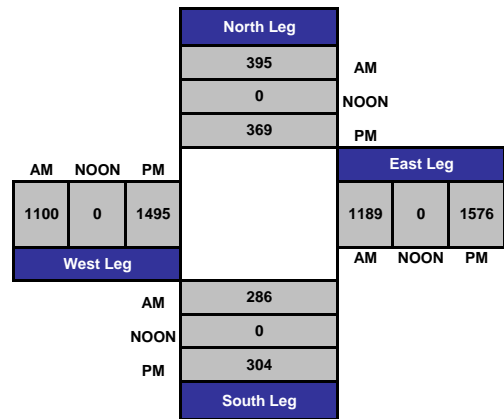 North Leg
395 AM
0 NOON
369 PM
AM NOON PM
East Leg
1100 0 1495
1189 0 1576
West Leg
AM NOON PM
AM 286
NOON 0
PM 304
South Leg